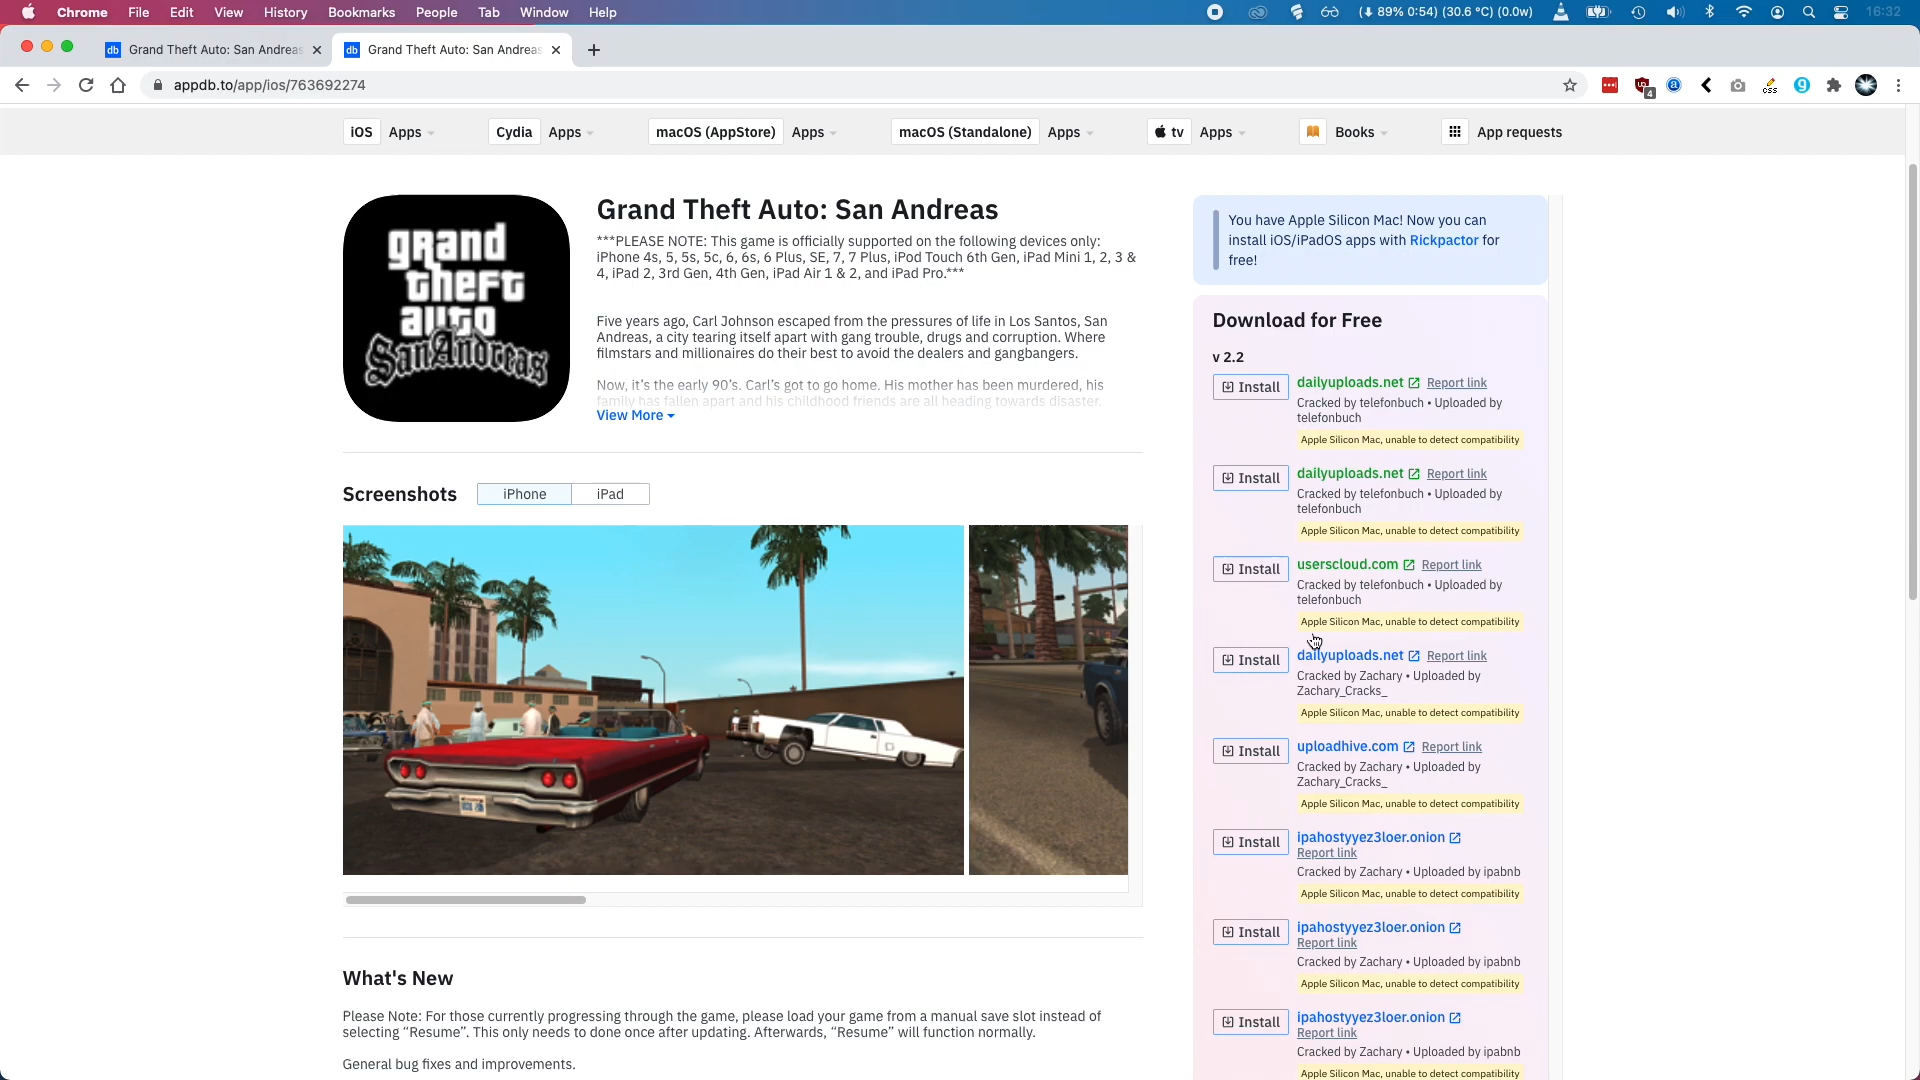 Chrome File Edit View History Bookmarks People Tab Window Help
(⬇ 89% 0:54) (30.6 °C) (0.0w) 16:32
db Grand Theft Auto: San Andreas
db Grand Theft Auto: San Andreas
appdb.to/app/ios/763692274
4
css
iOS Apps
Cydia Apps
macOS (AppStore) Apps
macOS (Standalone) Apps
tv Apps
Books
App requests
grand
theft
auto
San Andreas
Grand Theft Auto: San Andreas
***PLEASE NOTE: This game is officially supported on the following devices only:
iPhone 4s, 5, 5s, 5c, 6, 6s, 6 Plus, SE, 7, 7 Plus, iPod Touch 6th Gen, iPad Mini 1, 2, 3 &
4, iPad 2, 3rd Gen, 4th Gen, iPad Air 1 & 2, and iPad Pro.***
Five years ago, Carl Johnson escaped from the pressures of life in Los Santos, San
Andreas, a city tearing itself apart with gang trouble, drugs and corruption. Where
filmstars and millionaires do their best to avoid the dealers and gangbangers.
Now, it's the early 90's. Carl's got to go home. His mother has been murdered, his
family has fallen apart and his childhood friends are all heading towards disaster.
View More
Screenshots
iPhone
iPad
What's New
Please Note: For those currently progressing through the game, please load your game from a manual save slot instead of
selecting “Resume”. This only needs to done once after updating. Afterwards, “Resume” will function normally.
General bug fixes and improvements.
You have Apple Silicon Mac! Now you can
install iOS/iPadOS apps with Rickpactor for
free!
Download for Free
v 2.2
Install dailyuploads.net Report link
Cracked by telefonbuch • Uploaded by
telefonbuch
Apple Silicon Mac, unable to detect compatibility
Install dailyuploads.net Report link
Cracked by telefonbuch • Uploaded by
telefonbuch
Apple Silicon Mac, unable to detect compatibility
Install userscloud.com Report link
Cracked by telefonbuch • Uploaded by
telefonbuch
Apple Silicon Mac, unable to detect compatibility
Install dailyuploads.net Report link
Cracked by Zachary • Uploaded by
Zachary_Cracks_
Apple Silicon Mac, unable to detect compatibility
Install uploadhive.com Report link
Cracked by Zachary • Uploaded by
Zachary_Cracks_
Apple Silicon Mac, unable to detect compatibility
Install ipahostyyez3loer.onion
Report link
Cracked by Zachary • Uploaded by ipabnb
Apple Silicon Mac, unable to detect compatibility
Install ipahostyyez3loer.onion
Report link
Cracked by Zachary • Uploaded by ipabnb
Apple Silicon Mac, unable to detect compatibility
Install ipahostyyez3loer.onion
Report link
Cracked by Zachary • Uploaded by ipabnb
Apple Silicon Mac, unable to detect compatibility